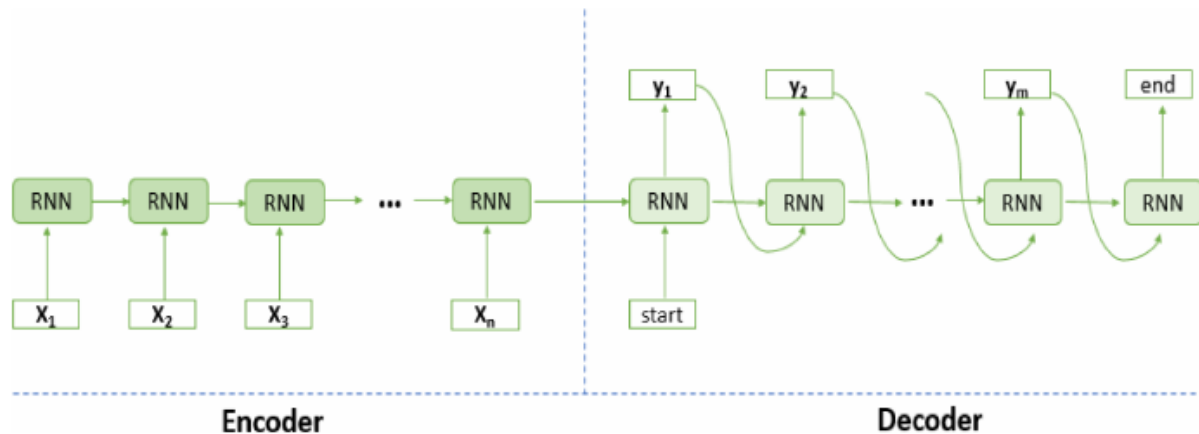 y₁ y₂ yₘ end
RNN RNN RNN ... RNN RNN RNN ... RNN RNN
X₁ X₂ X₃ Xₙ start
Encoder Decoder